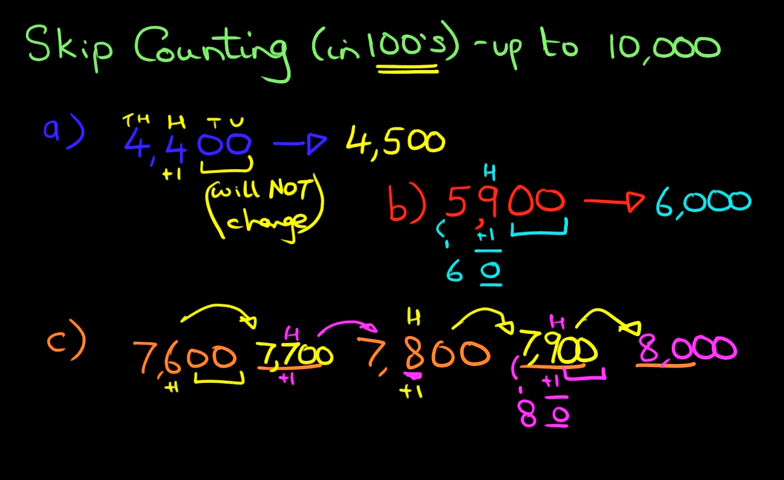 Skip Counting (in 100's) - up to 10,000
a) TH H T U
4,400 → 4,500
+1
(will NOT change)
H
b) 5,900 → 6,000
+1
6 0
H H H
c) 7,600 7,700 7,800 7,900 8,000
+1 +1 +1 +1
8 0